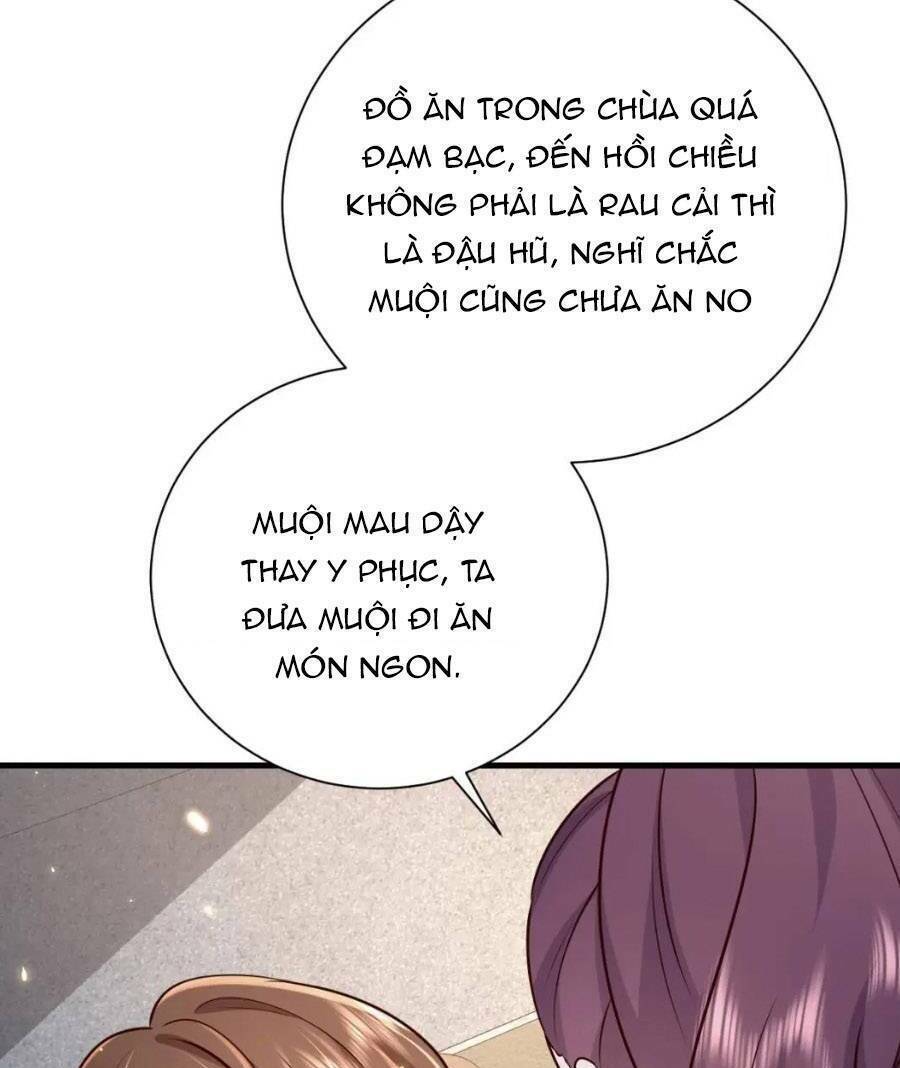 ĐỒ ĂN TRONG CHÙA QUÁ
ĐẠM BẠC, ĐẾN HỒI CHIỀU
KHÔNG PHẢI LÀ RAU CẢI THÌ
LÀ ĐẬU HŨ, NGHĨ CHẮC
MUỘI CŨNG CHƯA ĂN NO
MUỘI MAU DẬY
THAY Y PHỤC, TA
ĐƯA MUỘI ĐI ĂN
MÓN NGON.